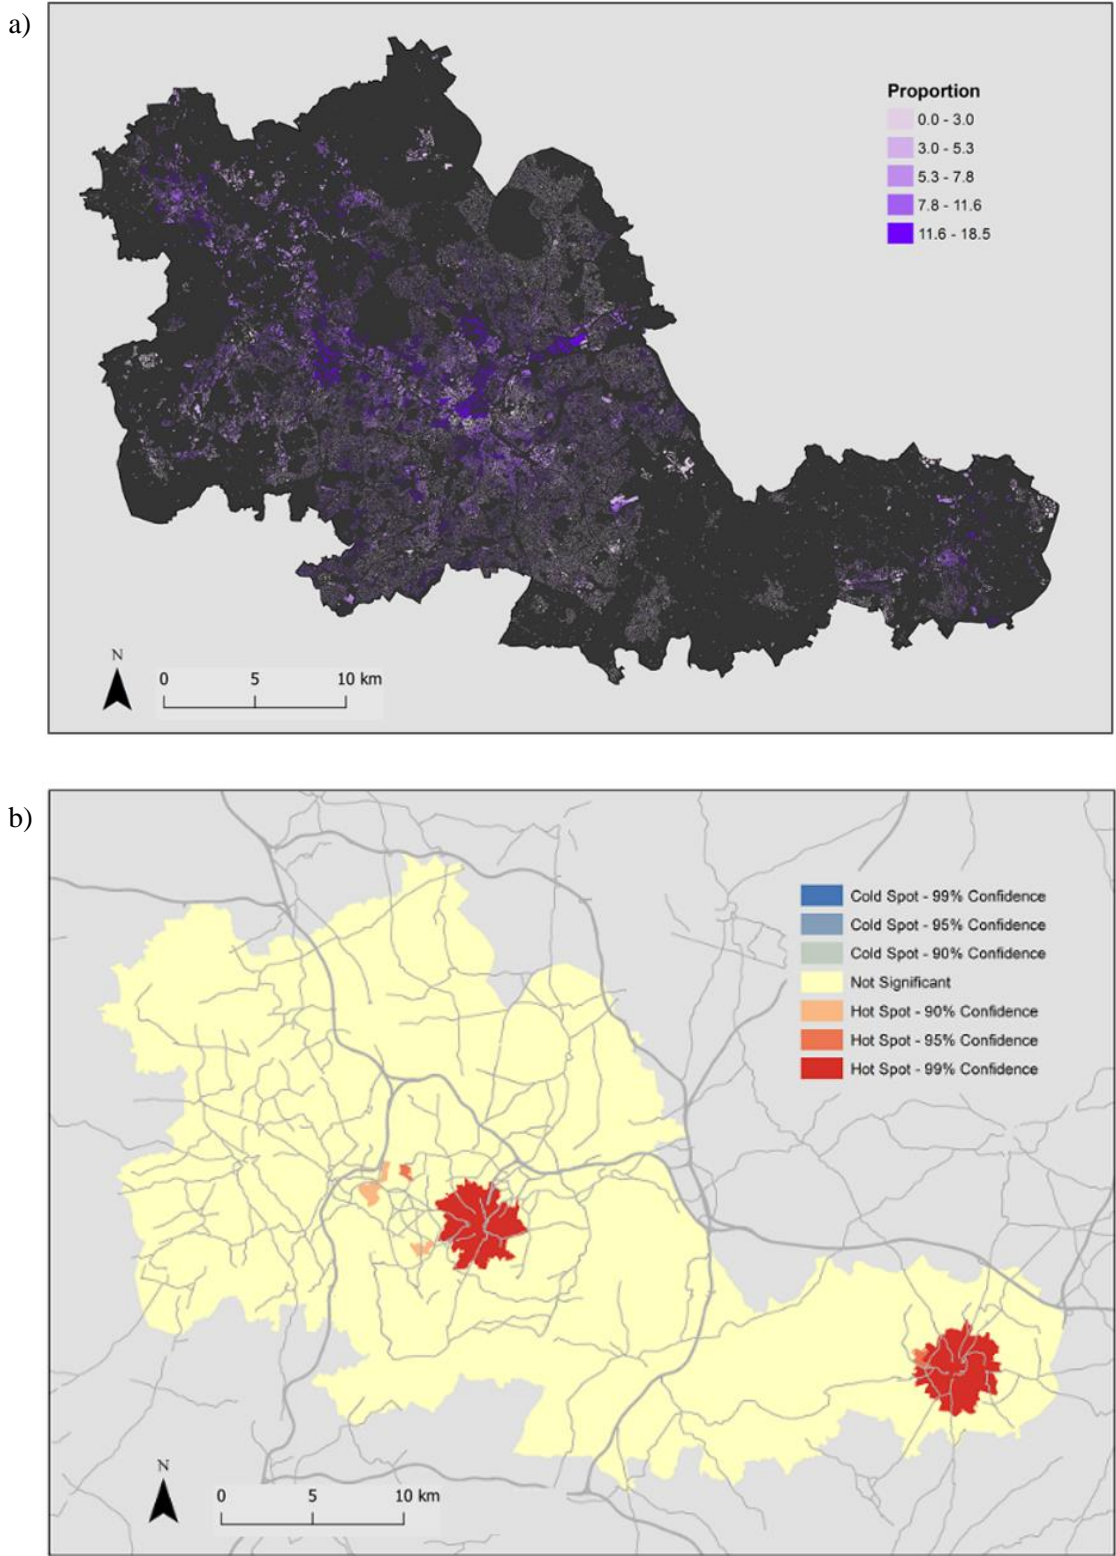 a)
Proportion
0.0 - 3.0
3.0 - 5.3
5.3 - 7.8
7.8 - 11.6
11.6 - 18.5
N
0 5 10 km
b)
Cold Spot - 99% Confidence
Cold Spot - 95% Confidence
Cold Spot - 90% Confidence
Not Significant
Hot Spot - 90% Confidence
Hot Spot - 95% Confidence
Hot Spot - 99% Confidence
N
0 5 10 km